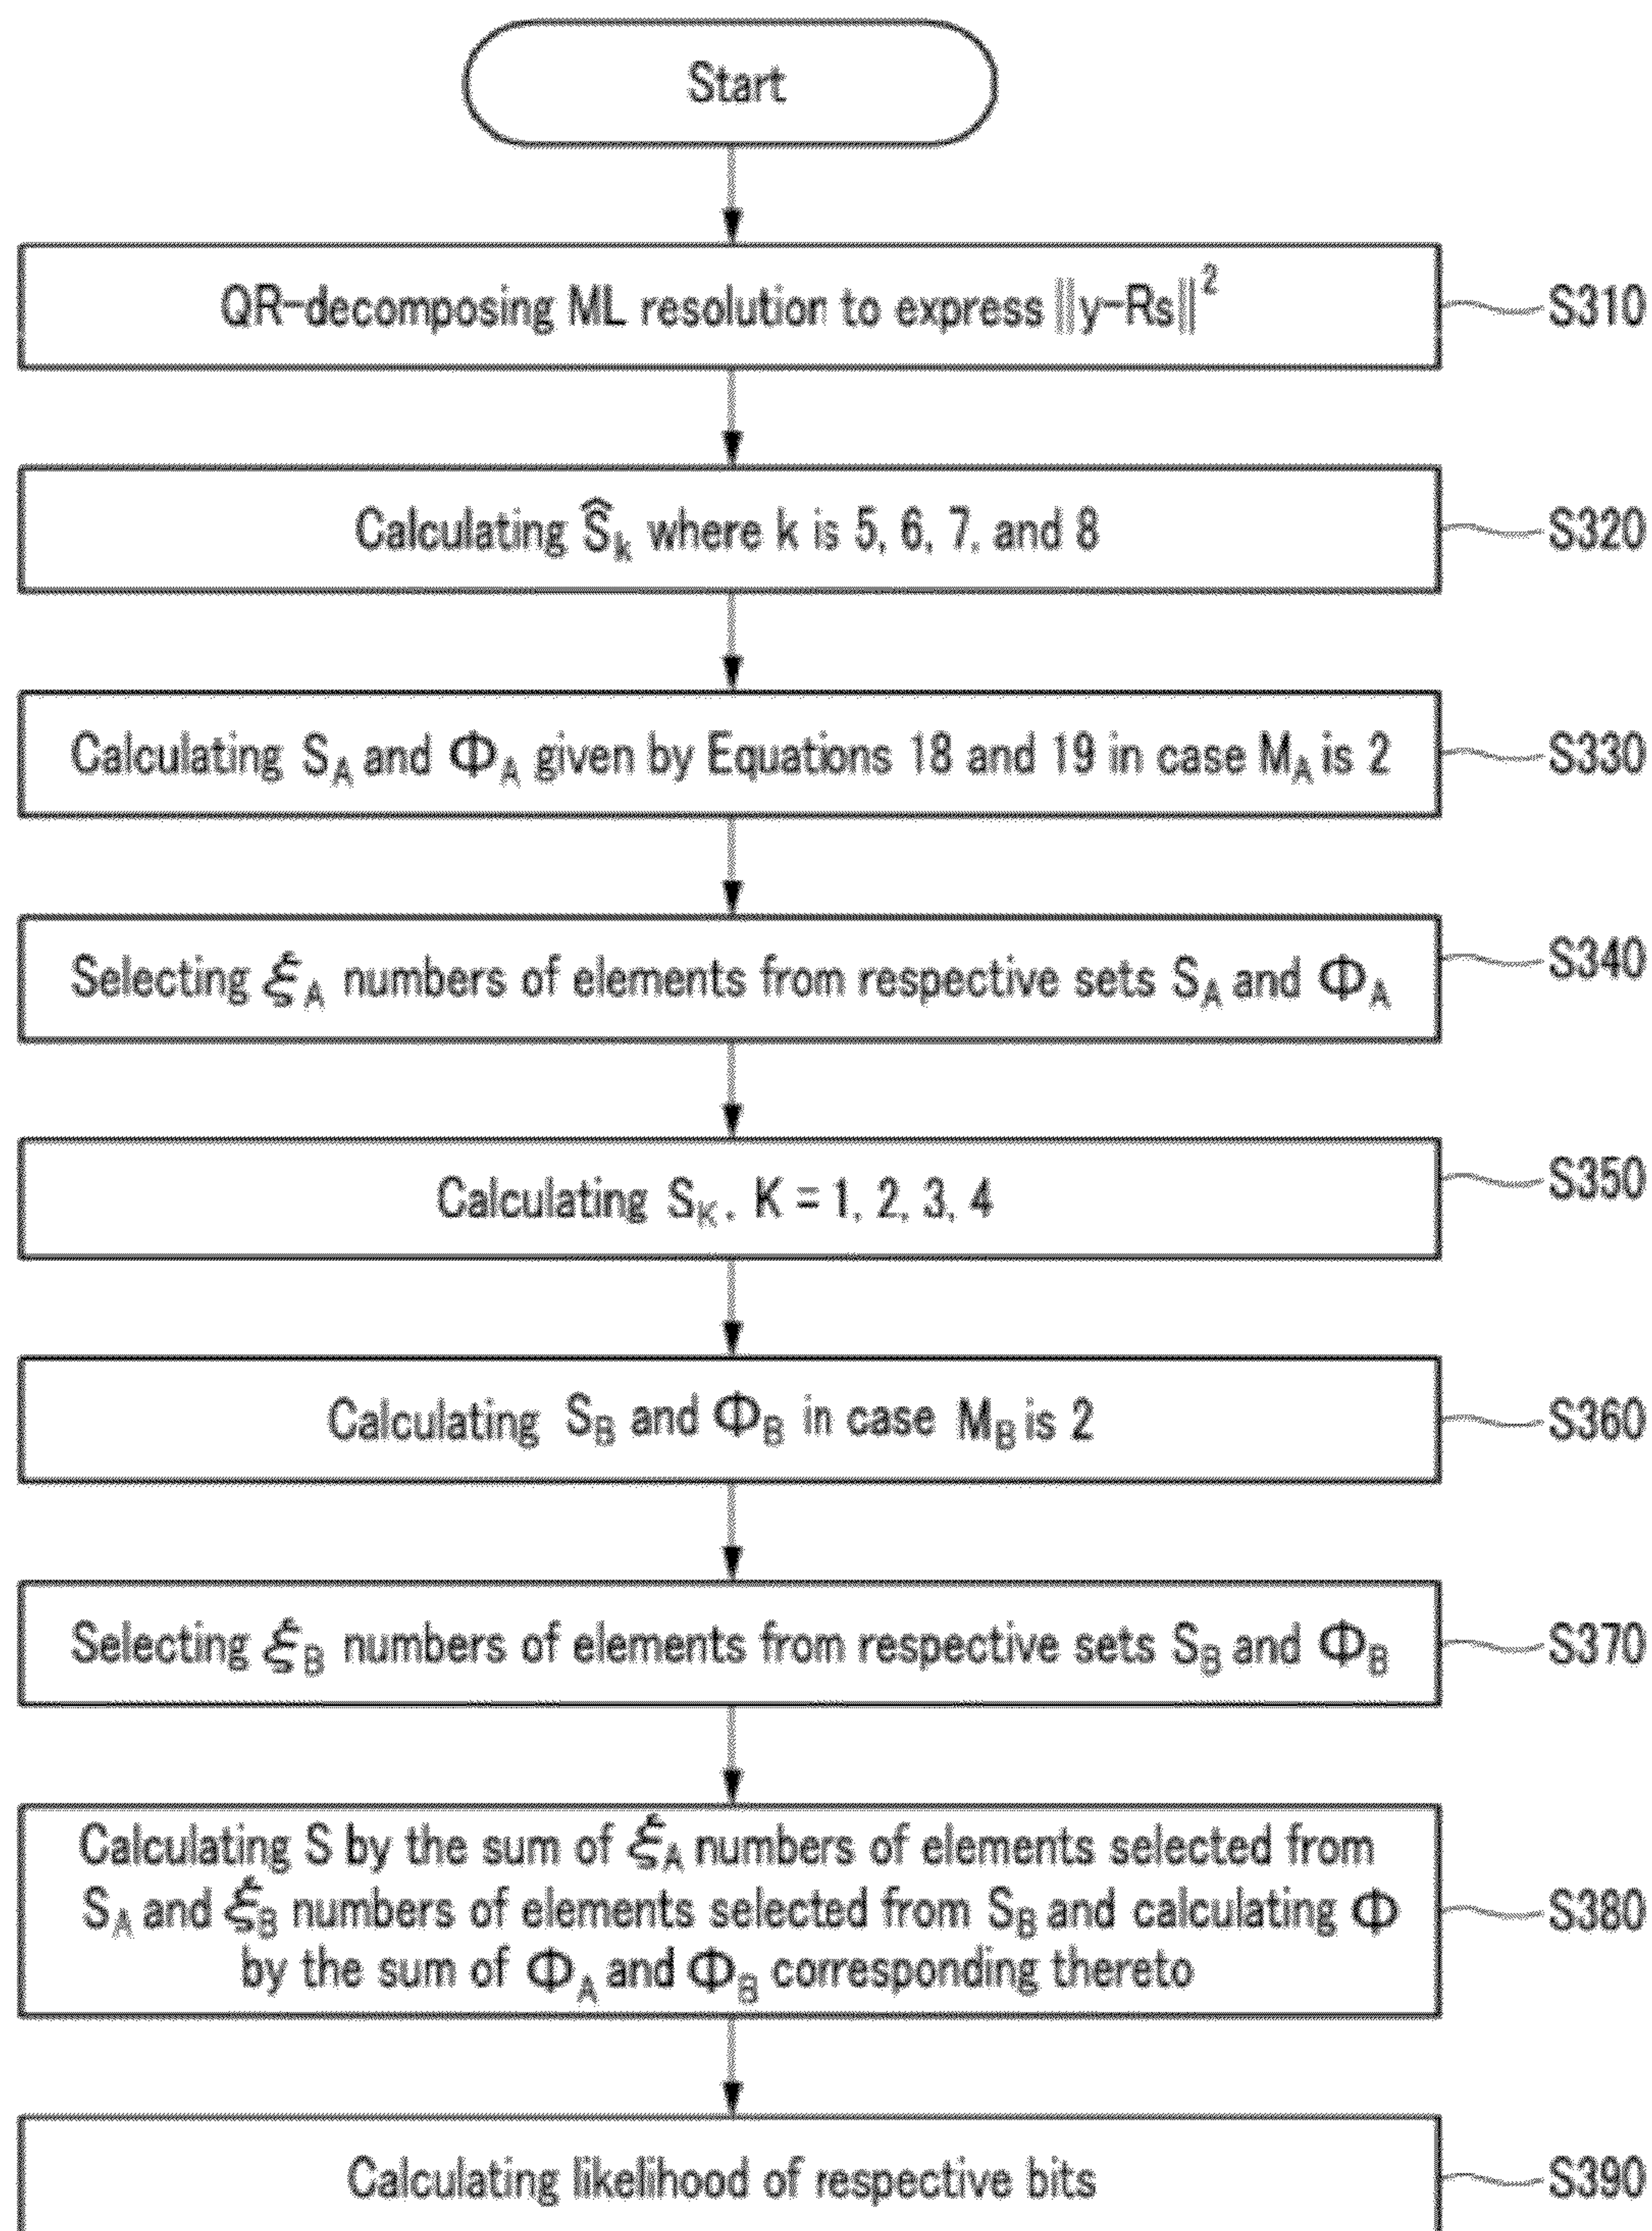 Start
QR-decomposing ML resolution to express ||y-Rs||²
S310
Calculating Ŝk where k is 5, 6, 7, and 8
S320
Calculating SA and ΦA given by Equations 18 and 19 in case MA is 2
S330
Selecting ξA numbers of elements from respective sets SA and ΦA
S340
Calculating SK. K = 1, 2, 3, 4
S350
Calculating SB and ΦB in case MB is 2
S360
Selecting ξB numbers of elements from respective sets SB and ΦB
S370
Calculating S by the sum of ξA numbers of elements selected from
SA and ξB numbers of elements selected from SB and calculating Φ
by the sum of ΦA and ΦB corresponding thereto
S380
Calculating likelihood of respective bits
S390